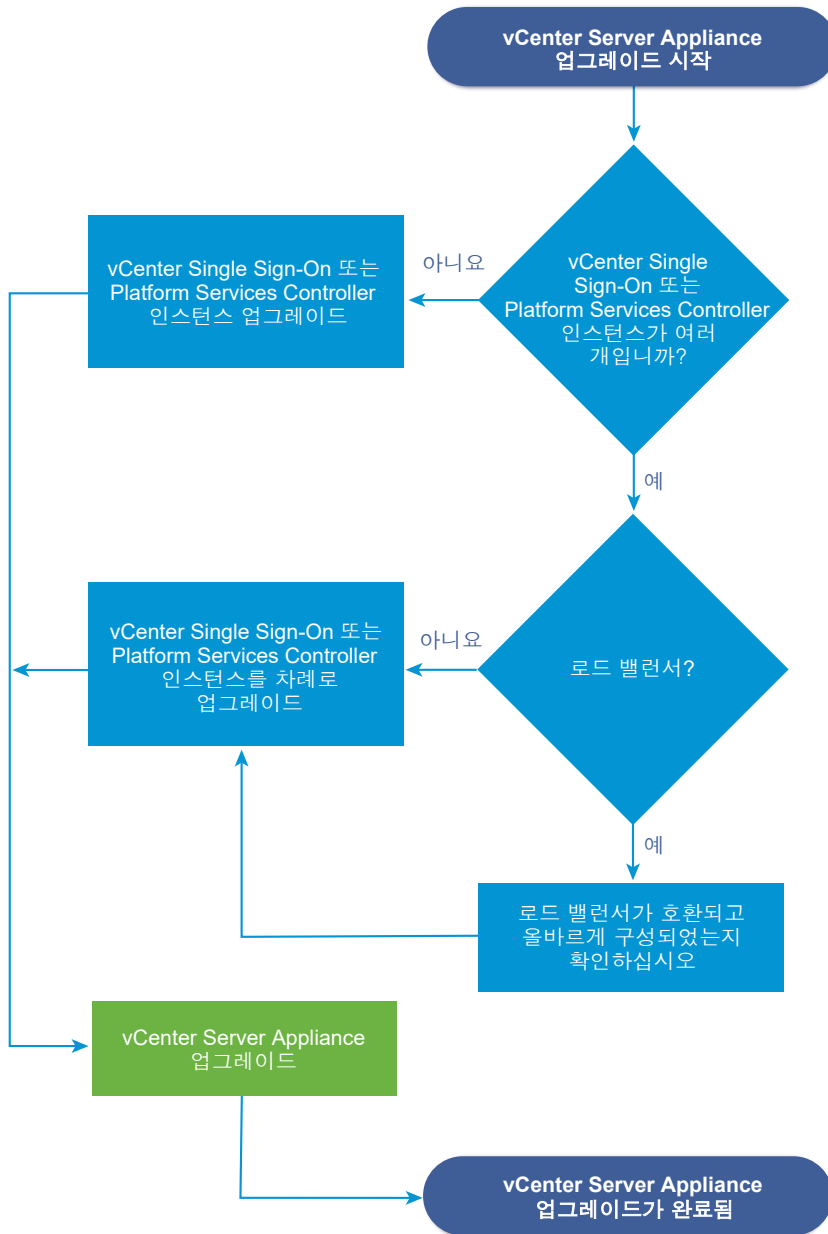 vCenter Server Appliance
업그레이드 시작
vCenter Single
Sign-On 또는
Platform Services Controller
인스턴스가 여러
개입니까?
아니요
vCenter Single Sign-On 또는
Platform Services Controller
인스턴스 업그레이드
예
로드 밸런서?
아니요
vCenter Single Sign-On 또는
Platform Services Controller
인스턴스를 차례로
업그레이드
예
로드 밸런서가 호환되고
올바르게 구성되었는지
확인하십시오
vCenter Server Appliance
업그레이드
vCenter Server Appliance
업그레이드가 완료됨